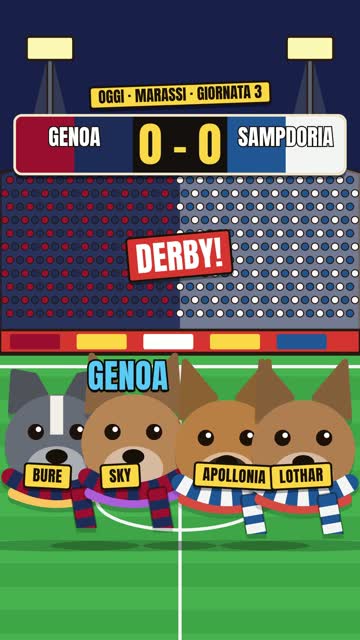 OGGI · MARASSI · GIORNATA 3
GENOA 0 - 0 SAMPDORIA
DERBY!
GENOA
BURE SKY APOLLONIA LOTHAR